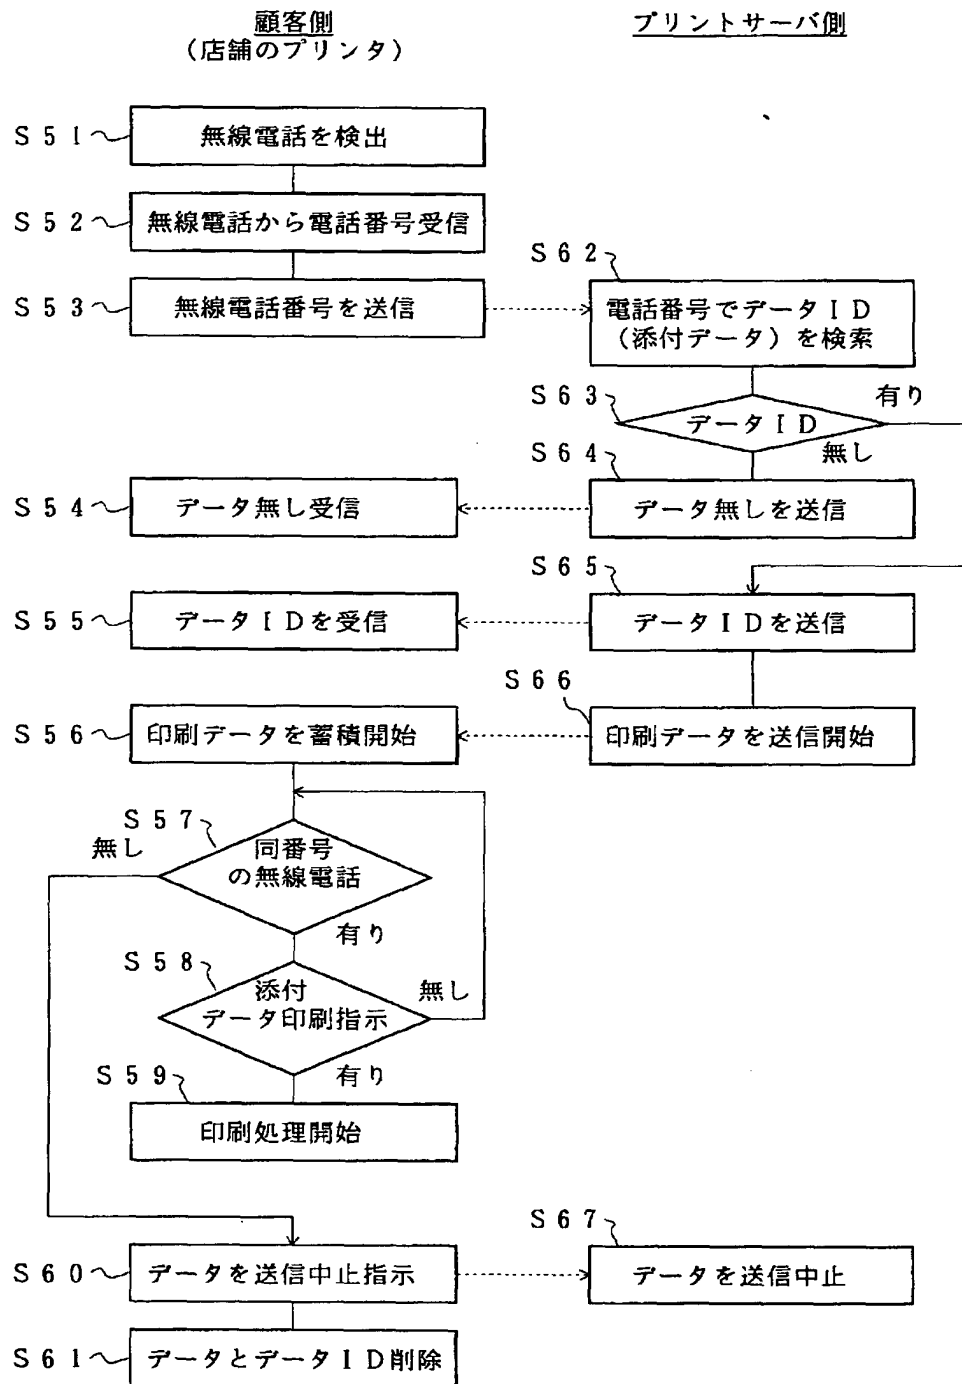 顧客側
(店舗のプリンタ)
プリントサーバ側
S51
無線電話を検出
S52
無線電話から電話番号受信
S53
無線電話番号を送信
S62
電話番号でデータID
(添付データ)を検索
S63
データID
有り
無し
S64
データ無しを送信
S54
データ無し受信
S65
データIDを送信
S55
データIDを受信
S66
印刷データを送信開始
S56
印刷データを蓄積開始
S57
無し
同番号
の無線電話
有り
S58
添付
データ印刷指示
無し
有り
S59
印刷処理開始
S60
データを送信中止指示
S67
データを送信中止
S61
データとデータID削除